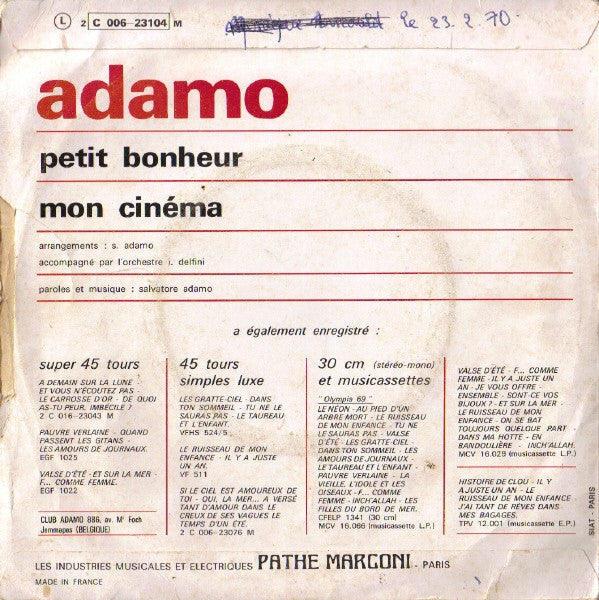 L 2 C 006-23104 M le 23.2.70
adamo
petit bonheur
mon cinéma
arrangements : s. adamo
accompagné par l'orchestre i. delfini
paroles et musique : salvatore adamo
a également enregistré :
super 45 tours
A DEMAIN SUR LA LUNE -
ET VOUS N'ÉCOUTEZ PAS -
LE CARROSSE D'OR - DE QUOI
AS-TU PEUR, IMBÉCILE ?
2 C 016-23043 M
PAUVRE VERLAINE - QUAND
PASSENT LES GITANS -
LES AMOURS DE JOURNAUX.
EGF 1025
VALSE D'ÉTÉ - ET SUR LA MER
- F... COMME FEMME.
EGF 1022
CLUB ADAMO 886, av. Mal Foch
Jemmapes (BELGIQUE)
45 tours
simples luxe
LES GRATTE-CIEL - DANS
TON SOMMEIL - TU NE LE
SAURAS PAS - LE TAUREAU
ET L'ENFANT.
VFHS 524/5
LE RUISSEAU DE MON
ENFANCE - IL Y A JUSTE
UN AN.
VF 511
SI LE CIEL EST AMOUREUX DE
TOI - QUI, LA MER... A VERSÉ
TANT D'AMOUR DANS LE
CREUX DE SES VAGUES LE
TEMPS D'UN ÉTÉ.
2 C 006-23076 M
30 cm (stéréo-mono)
et musicassettes
"Olympia 69"
LE NÉON - AU PIED D'UN
ARBRE MORT - LE RUISSEAU
DE MON ENFANCE - TU NE
LE SAURAS PAS - VALSE
D'ÉTÉ - LES GRATTE-CIEL
DANS TON SOMMEIL - LES
AMOURS DE JOURNAUX -
LE TAUREAU ET L'ENFANT -
PAUVRE VERLAINE - LA
VIEILLE, L'IDOLE ET LES
OISEAUX - F... COMME
FEMME - INCH'ALLAH - LES
FILLES DU BORD DE MER.
CFELP 1341 (30 cm)
MCV 16.066 (musicassette L.P.)
VALSE D'ÉTÉ - F... COMME
FEMME - IL Y A JUSTE UN
AN - JE VOUS OFFRE -
ENSEMBLE - SONT-CE VOS
BIJOUX ? - ET SUR LA MER -
LE RUISSEAU DE MON
ENFANCE - ON SE BAT
TOUJOURS QUELQUE PART
DANS MA HOTTE - EN
BANDOULIÈRE - INCH'ALLAH.
MCV 16.029 (musicassette L.P.)
HISTOIRE DE CLOU - IL Y
A JUSTE UN AN - LE
RUISSEAU DE MON ENFANCE -
J'AI TANT DE RÊVES DANS
MES BAGAGES.
TPV 12.001 (musicassette E.P.)
SIAT - PARIS
LES INDUSTRIES MUSICALES ET ELECTRIQUES PATHE MARCONI - PARIS
MADE IN FRANCE